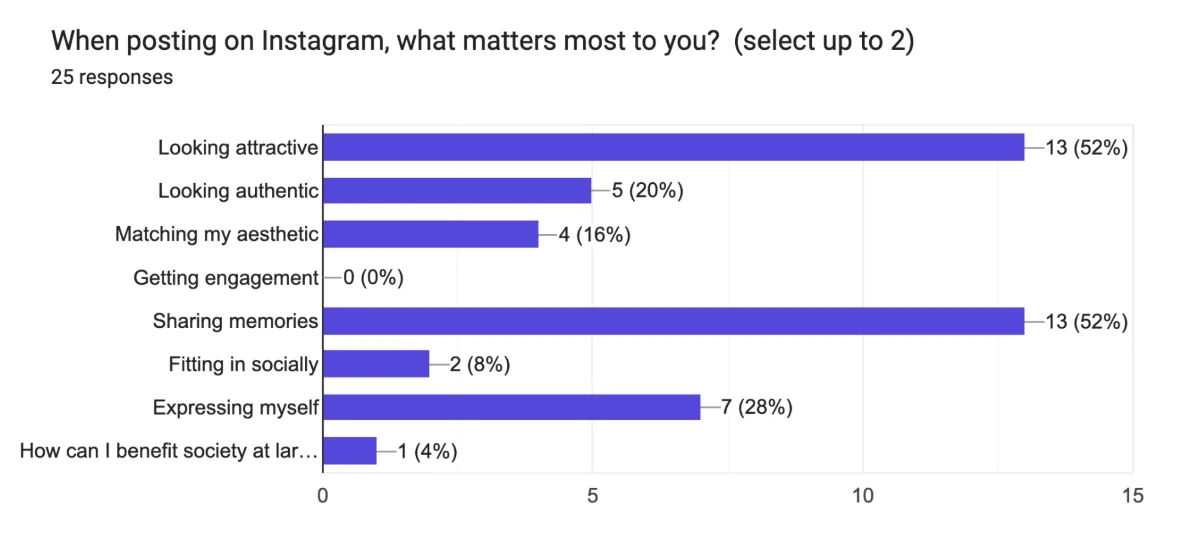 When posting on Instagram, what matters most to you?  (select up to 2)
25 responses
Looking attractive 13 (52%)
Looking authentic 5 (20%)
Matching my aesthetic 4 (16%)
Getting engagement 0 (0%)
Sharing memories 13 (52%)
Fitting in socially 2 (8%)
Expressing myself 7 (28%)
How can I benefit society at lar… 1 (4%)
0 5 10 15